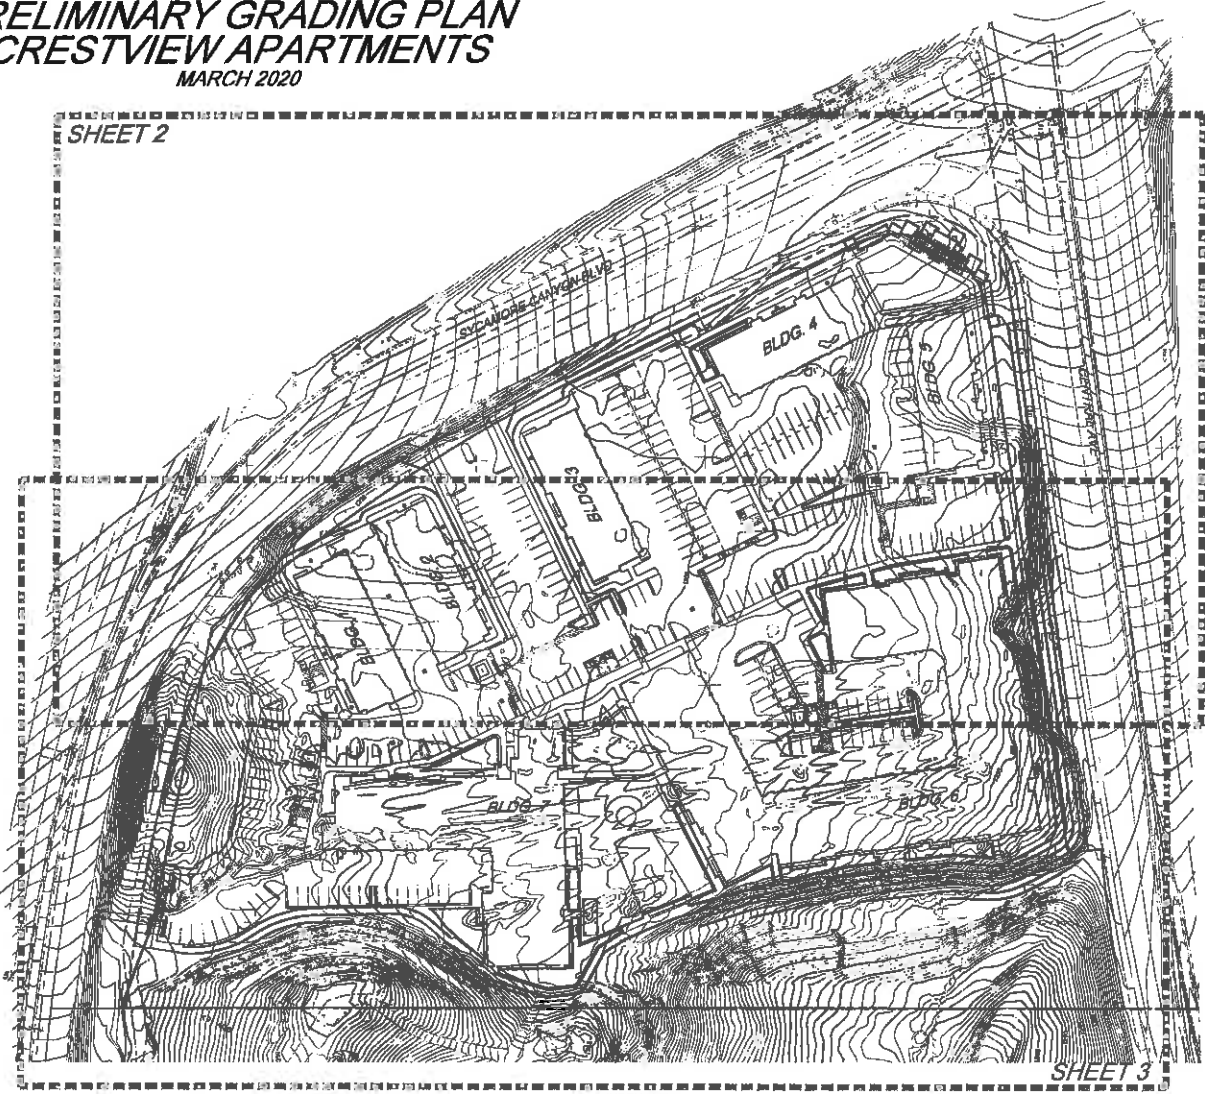 RELIMINARY GRADING PLAN
CRESTVIEW APARTMENTS
MARCH 2020
SHEET 2
SYCAMORE CANYON BLVD
BLDG. 4
BLDG 5
BLDG. 3
BLDG. 2
BLDG. 1
BLDG. 7
BLDG. 6
SHEET 3